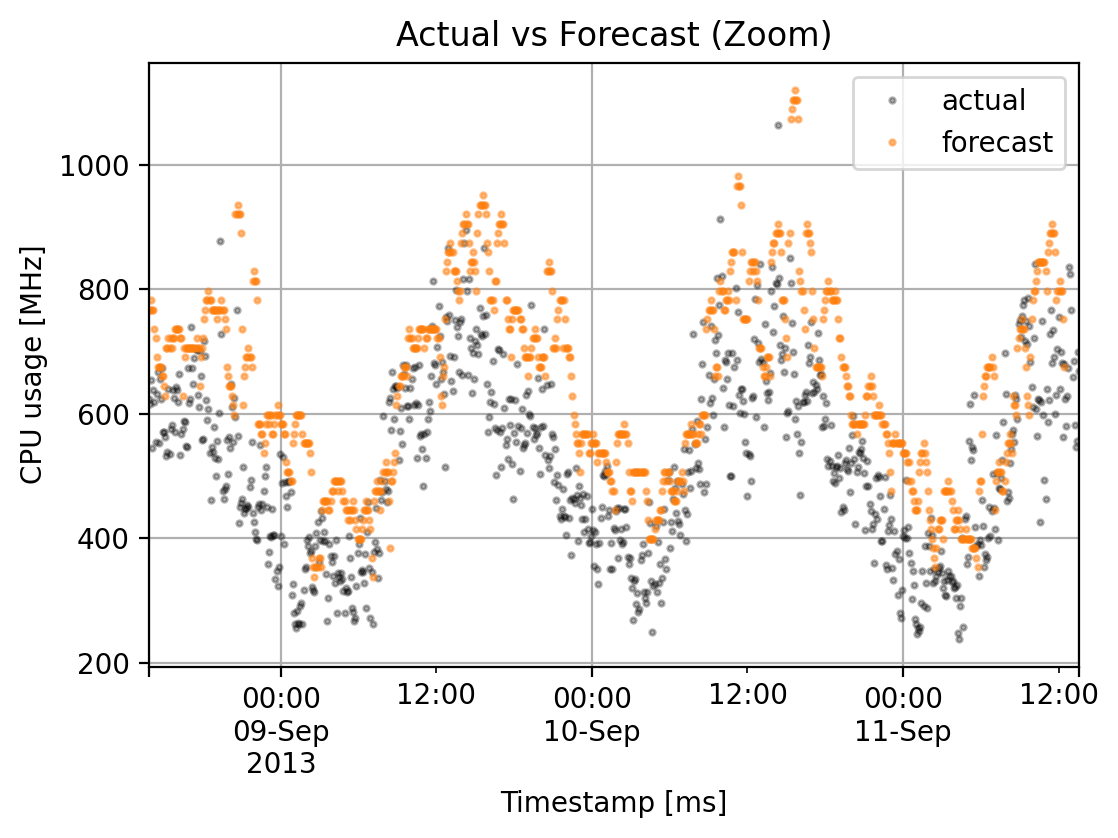 Actual vs Forecast (Zoom)
actual
forecast
CPU usage [MHz]
1000
800
600
400
200
00:00
12:00
00:00
12:00
00:00
12:00
09-Sep
10-Sep
11-Sep
2013
Timestamp [ms]